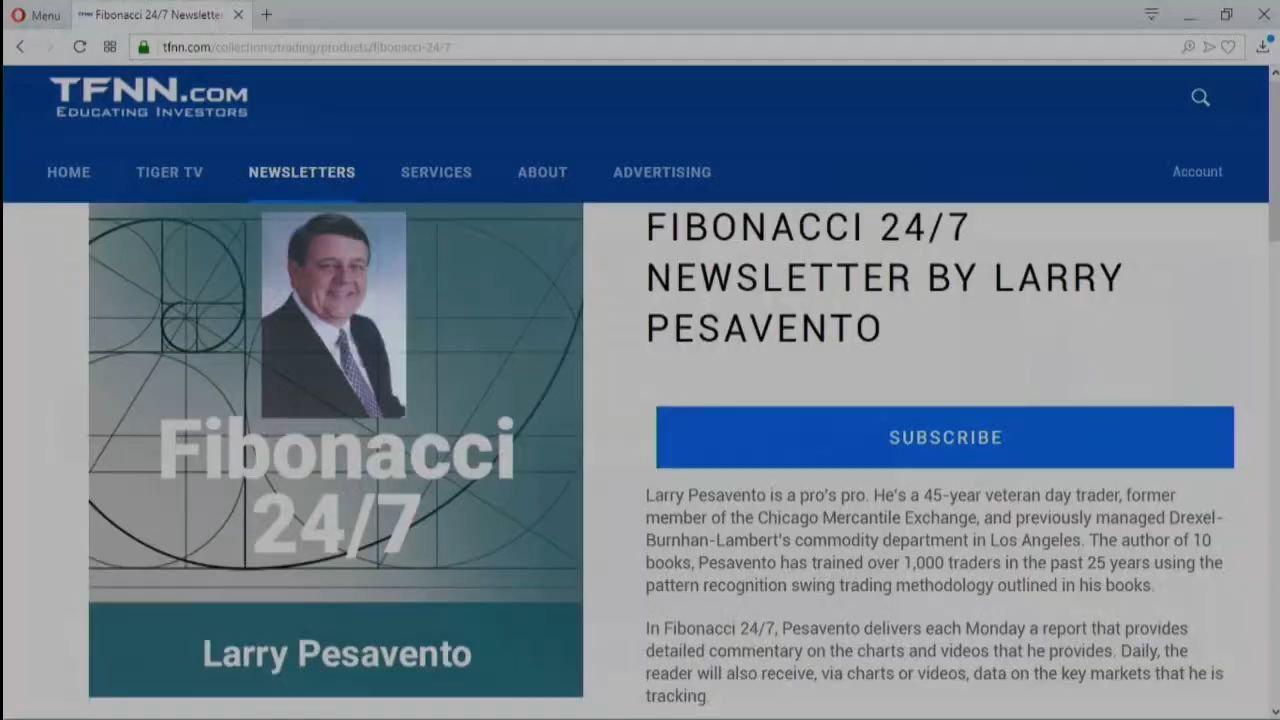 Menu
Fibonacci 24/7 Newslette
tfnn.com/collections/trading/products/fibonacci-24-7
TFNN.COM
EDUCATING INVESTORS
HOME
TIGER TV
NEWSLETTERS
SERVICES
ABOUT
ADVERTISING
Account
Fibonacci
24/7
Larry Pesavento
FIBONACCI 24/7
NEWSLETTER BY LARRY
PESAVENTO
SUBSCRIBE
Larry Pesavento is a pro's pro. He's a 45-year veteran day trader, former
member of the Chicago Mercantile Exchange, and previously managed Drexel-
Burnhan-Lambert's commodity department in Los Angeles. The author of 10
books, Pesavento has trained over 1,000 traders in the past 25 years using the
pattern recognition swing trading methodology outlined in his books.
In Fibonacci 24/7, Pesavento delivers each Monday a report that provides
detailed commentary on the charts and videos that he provides. Daily, the
reader will also receive, via charts or videos, data on the key markets that he is
tracking.